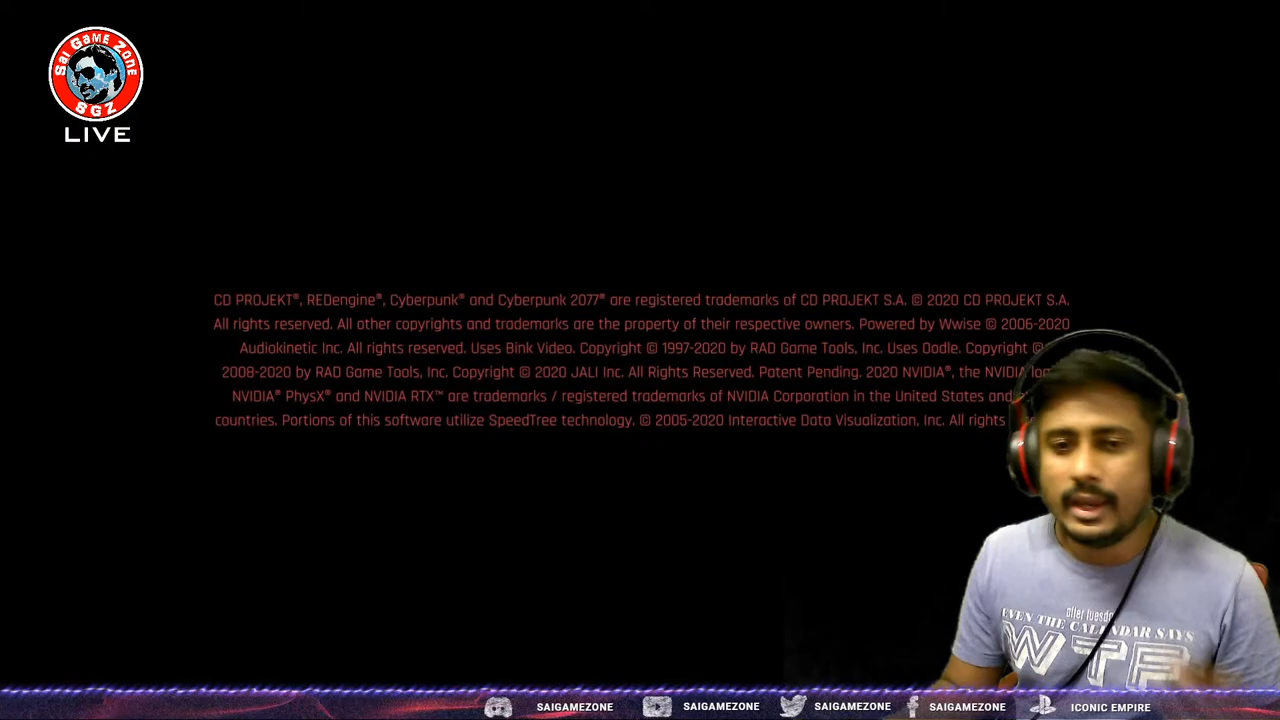 Sai GaMe Zone
SGZ
LIVE
CD PROJEKT®, REDengine®, Cyberpunk® and Cyberpunk 2077® are registered trademarks of CD PROJEKT S.A. © 2020 CD PROJEKT S.A.
All rights reserved. All other copyrights and trademarks are the property of their respective owners. Powered by Wwise © 2006-2020
Audiokinetic Inc. All rights reserved. Uses Bink Video. Copyright © 1997-2020 by RAD Game Tools, Inc. Uses Oodle. Copyright ©
2008-2020 by RAD Game Tools, Inc. Copyright © 2020 JALI Inc. All Rights Reserved. Patent Pending. 2020 NVIDIA®, the NVIDIA
NVIDIA® PhysX® and NVIDIA RTX™ are trademarks / registered trademarks of NVIDIA Corporation in the United States and
countries. Portions of this software utilize SpeedTree technology. © 2005-2020 Interactive Data Visualization, Inc. All rights
after tuesda
EVEN THE CALENDAR SAYS
WTF
SAIGAMEZONE SAIGAMEZONE SAIGAMEZONE SAIGAMEZONE ICONIC EMPIRE